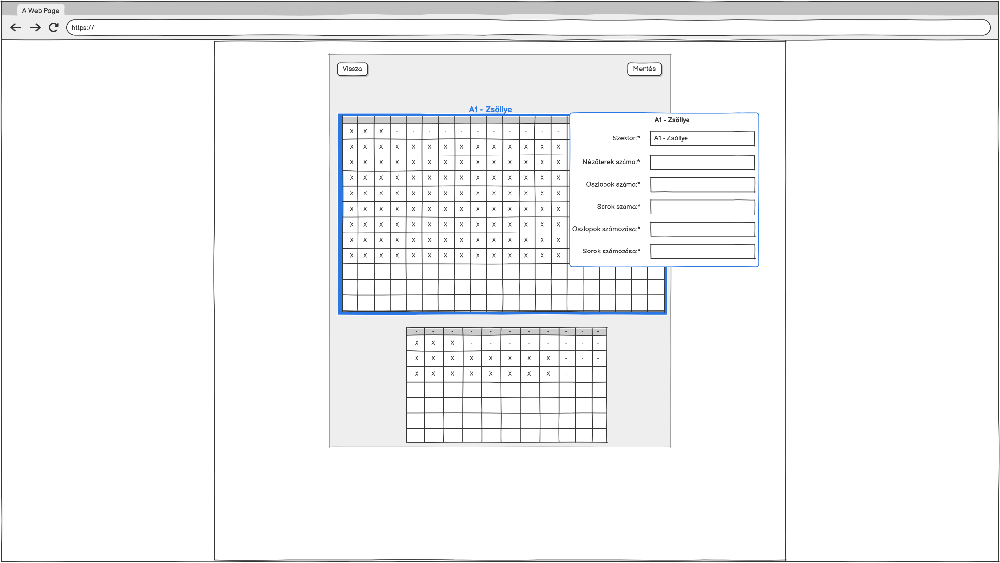 A Web Page
https://
Vissza
Mentés
A1 - Zsöllye
- - - - - - - - - - - - - -
X X X - - - - - - - - - - -
X X X X X X X X X X X X X X
X X X X X X X X X X X X X X
X X X X X X X X X X X X X X
X X X X X X X X X X X X X X
X X X X X X X X X X X X X X
X X X X X X X X X X X X X X
X X X X X X X X X X X X X X
X X X X X X X X X X X X X X
A1 - Zsöllye
Szektor:* A1 - Zsöllye
Nézőterek száma:*
Oszlopok száma:*
Sorok száma:*
Oszlopok számozása:*
Sorok számozása:*
- - - - - - - - - - -
X X X - - - - - - - -
X X X X X X X X - - -
X X X X X X X X - - -